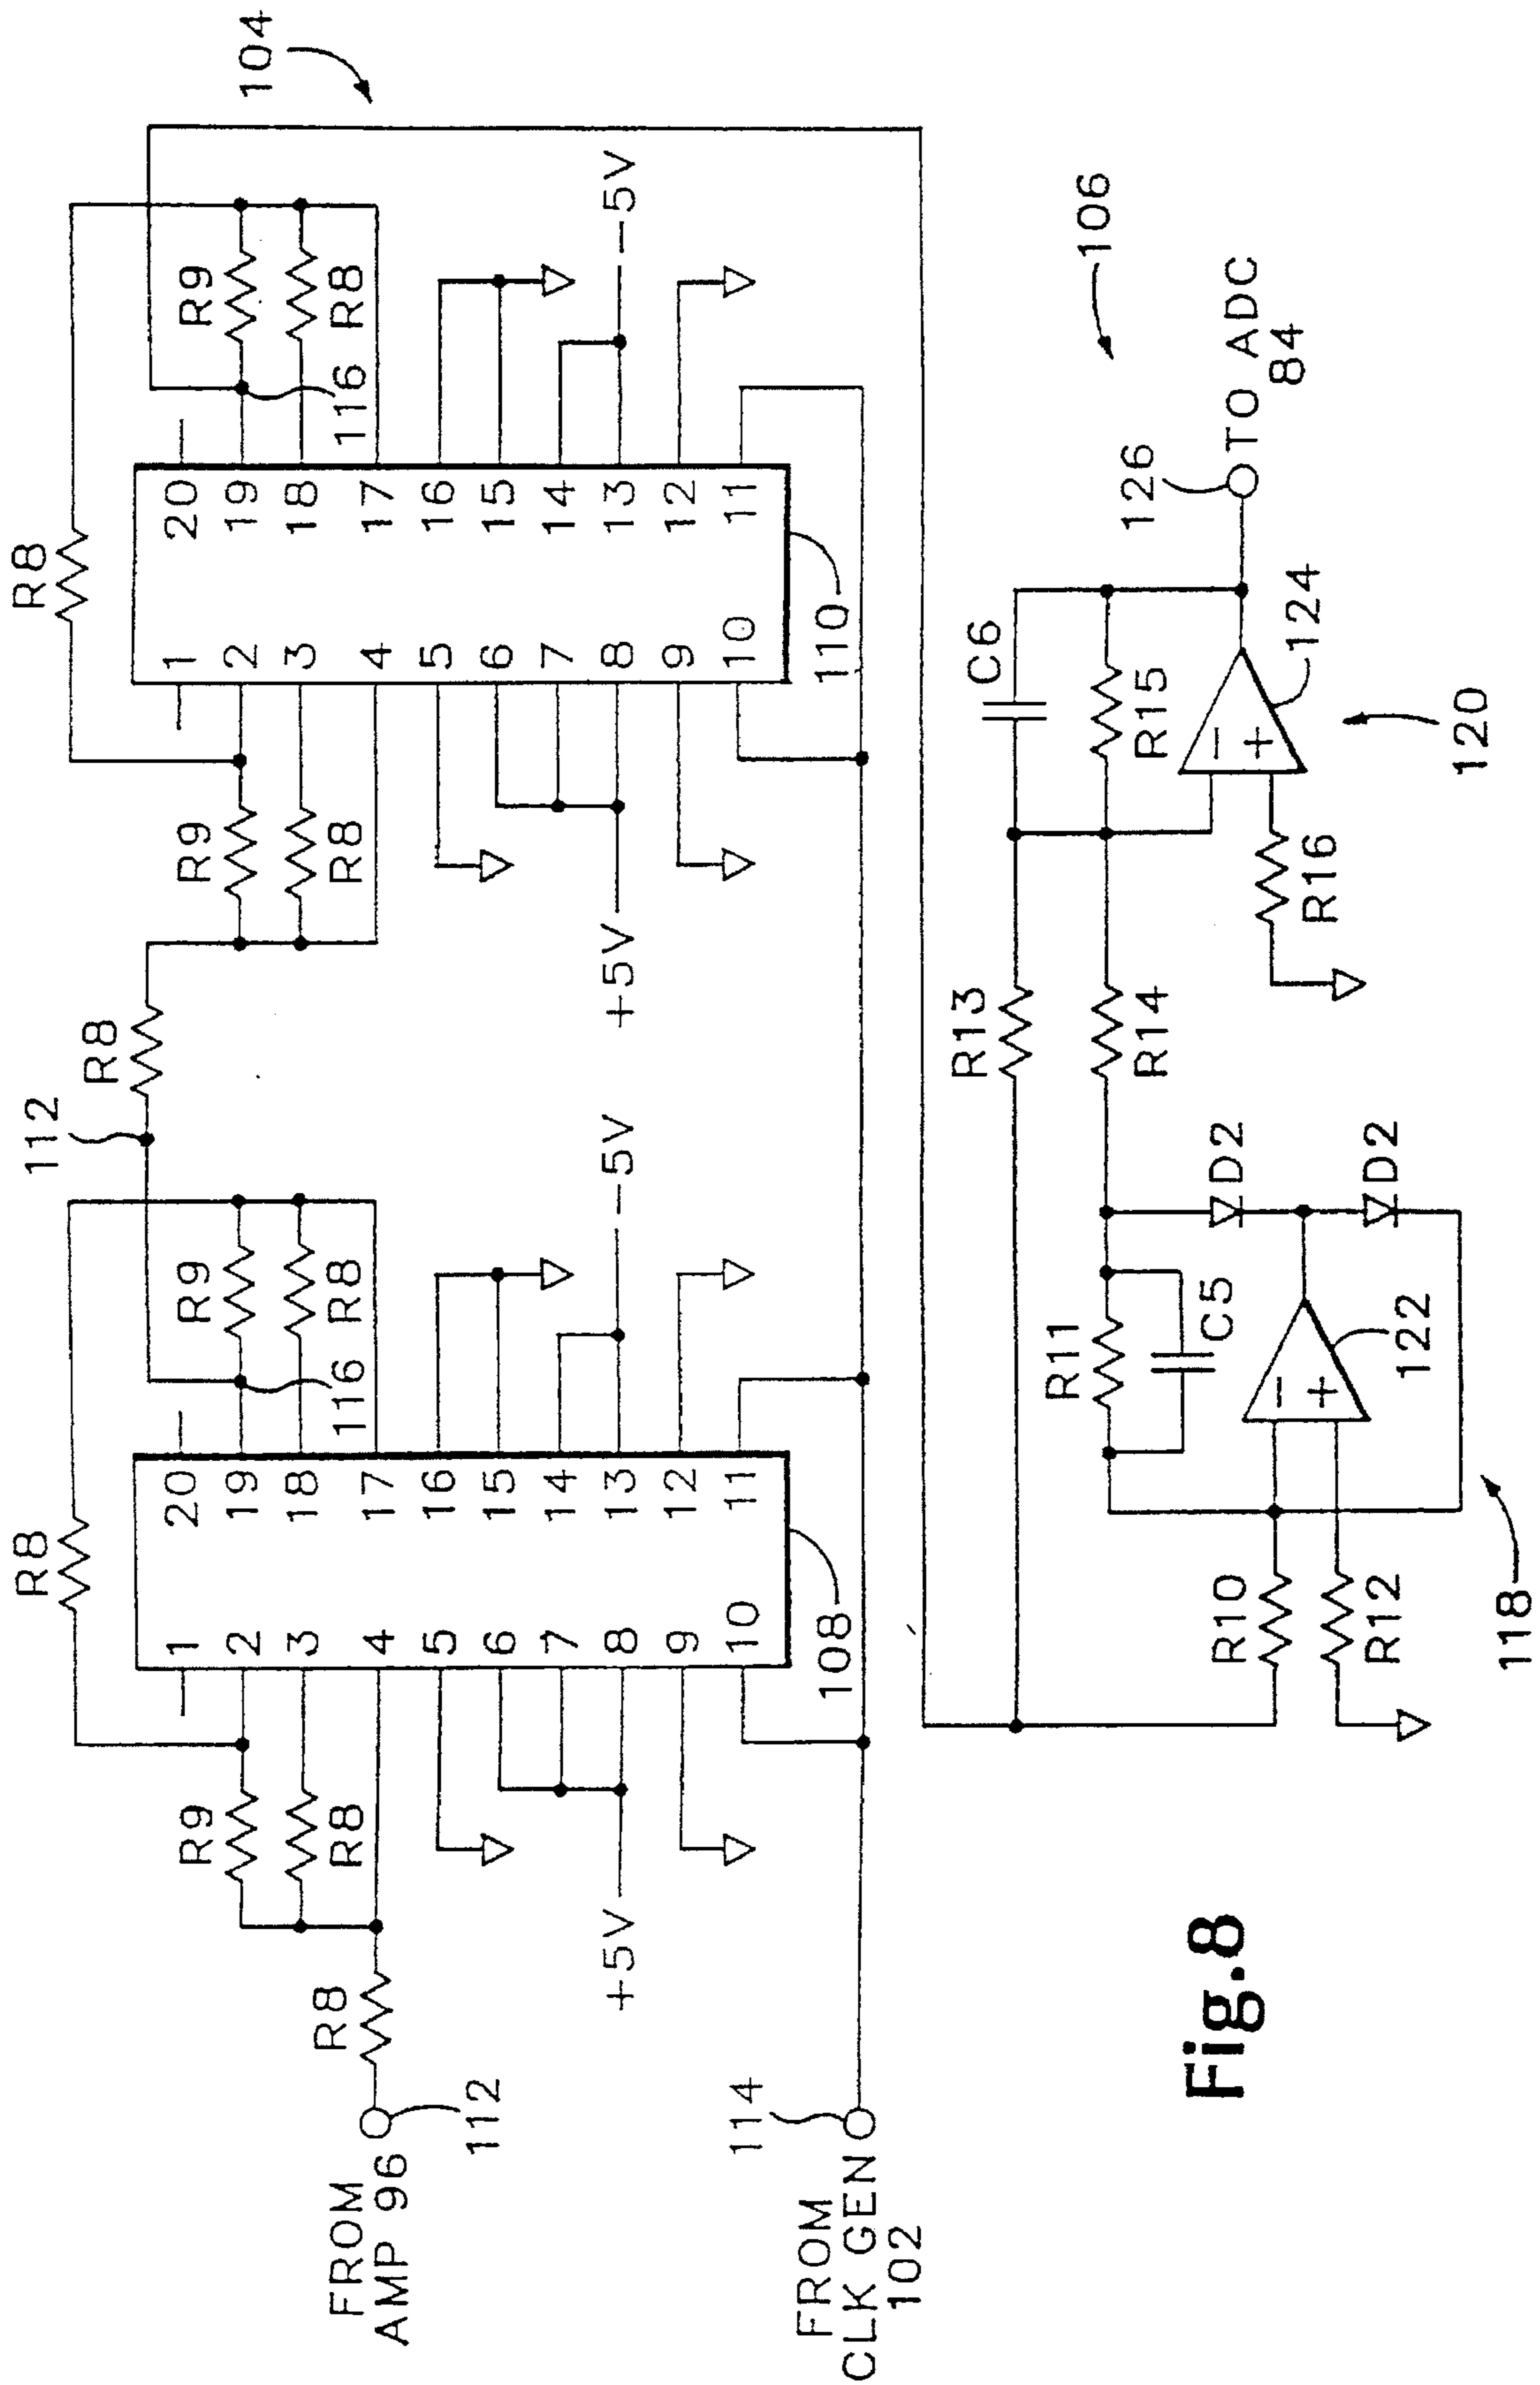 104
R8
R8
112
R8
R9
R9
R9
R9
R8
R8
R8
R8
116
116
1
20
2
19
3
18
4
17
5
16
6
15
7
14
8
13
9
12
10
11
108
1
20
2
19
3
18
4
17
5
16
6
15
7
14
8
13
9
12
10
11
110
+5V
-5V
+5V
-5V
R8
FROM
AMP 96
112
114
FROM
CLK GEN
102
106
R13
C6
R14
R15
R11
C5
D2
D2
R10
R12
122
118
R16
124
120
126
TO ADC
84
Fig.8